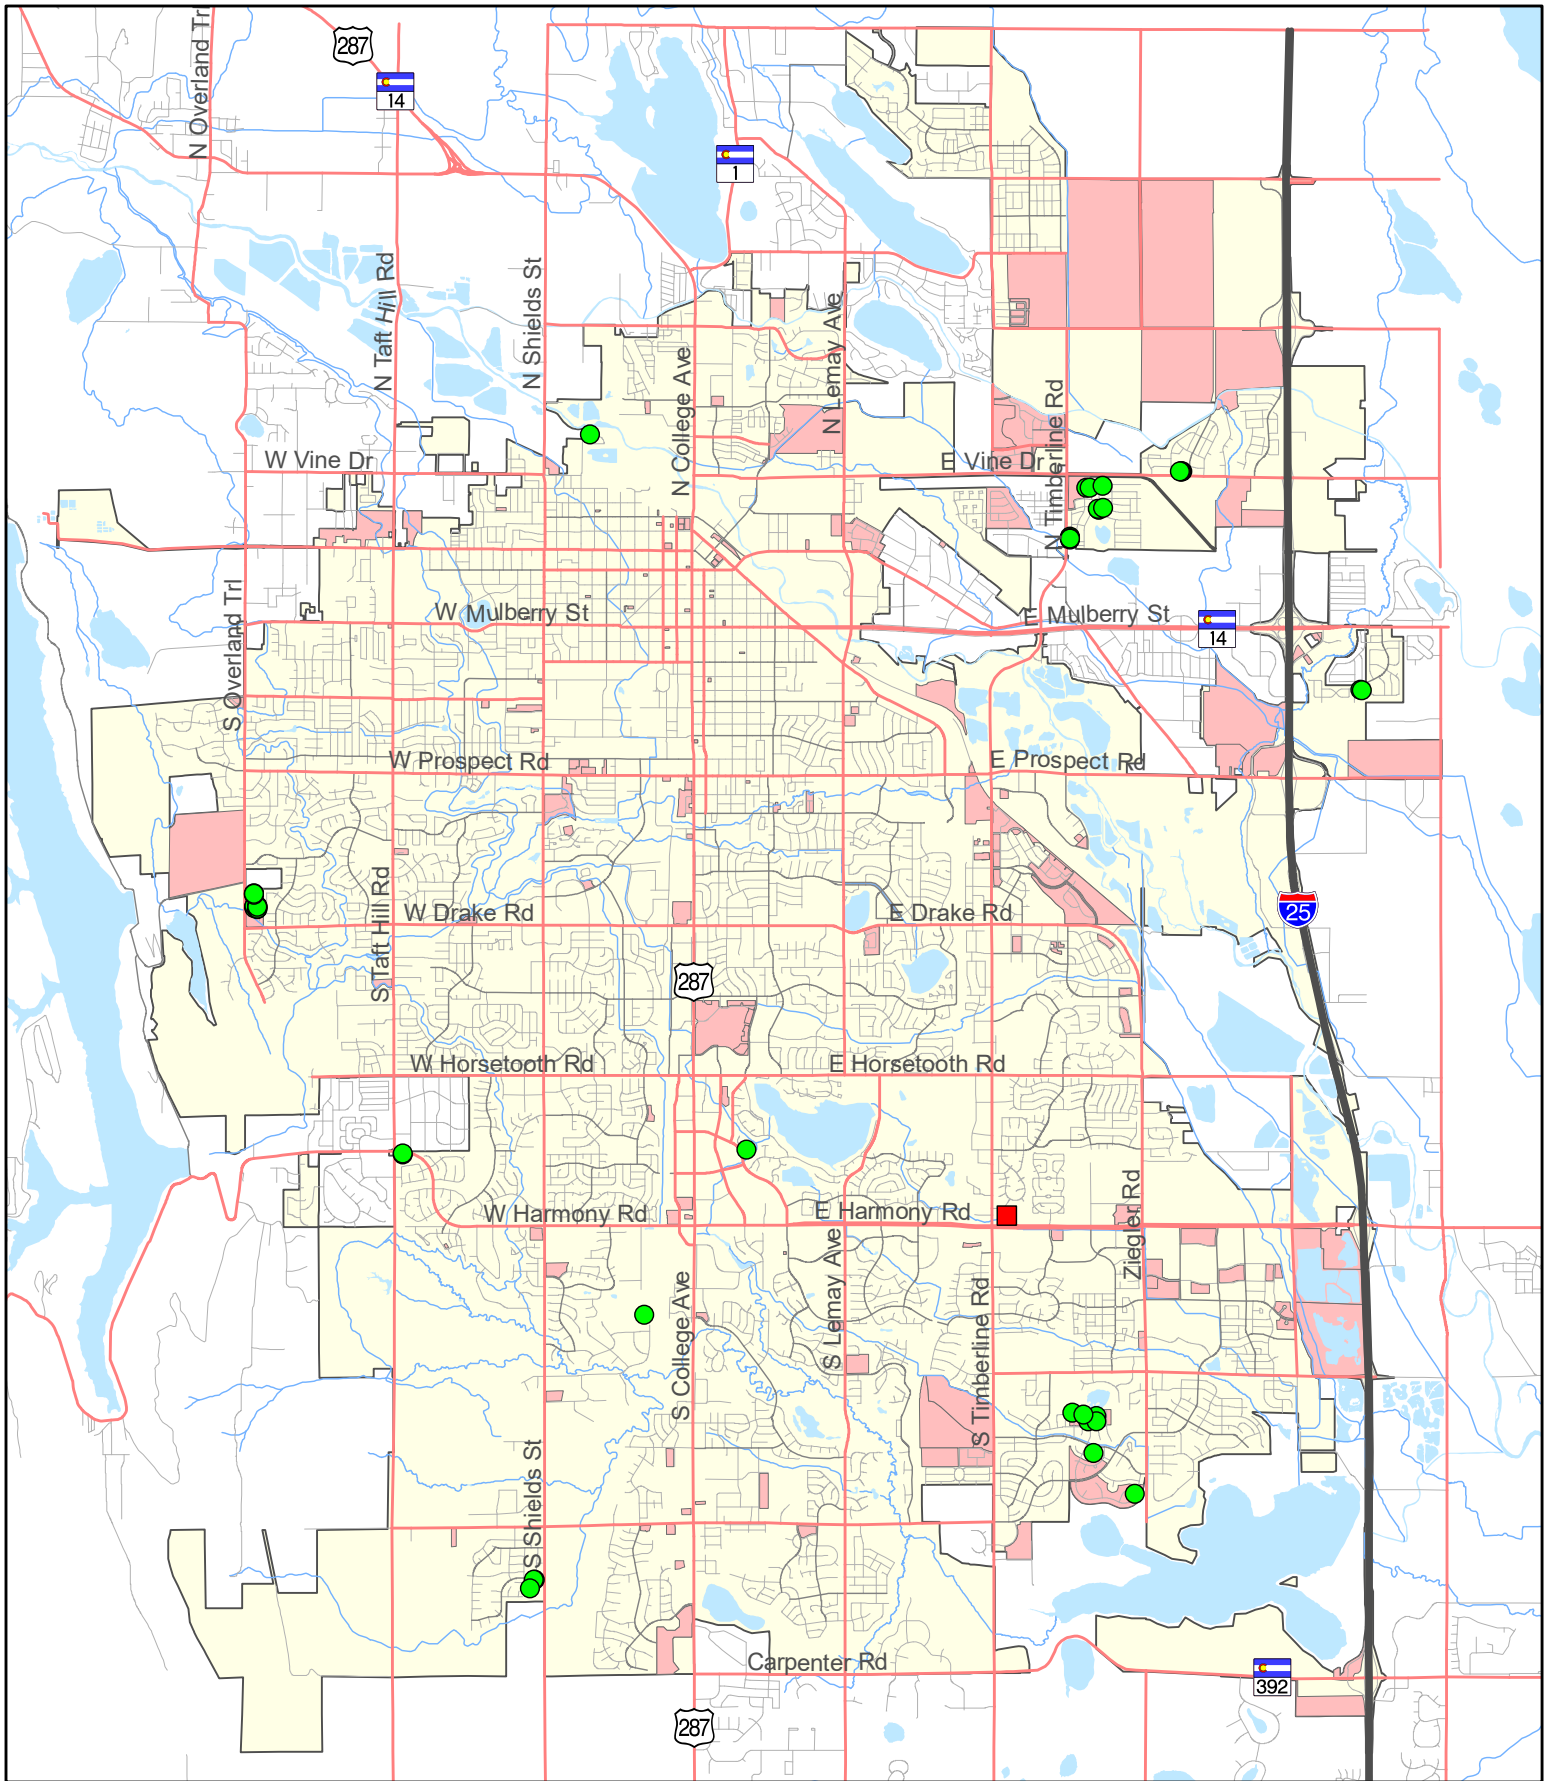 N Overland Trl
287
14
1
N Taft Hill Rd
N Shields St
N College Ave
N Lemay Ave
N Timberline Rd
W Vine Dr
E Vine Dr
S Overland Trl
W Mulberry St
E Mulberry St
14
W Prospect Rd
E Prospect Rd
S Taft Hill Rd
W Drake Rd
E Drake Rd
25
287
W Horsetooth Rd
E Horsetooth Rd
W Harmony Rd
E Harmony Rd
Ziegler Rd
S College Ave
S Lemay Ave
S Timberline Rd
S Shields St
Carpenter Rd
392
287